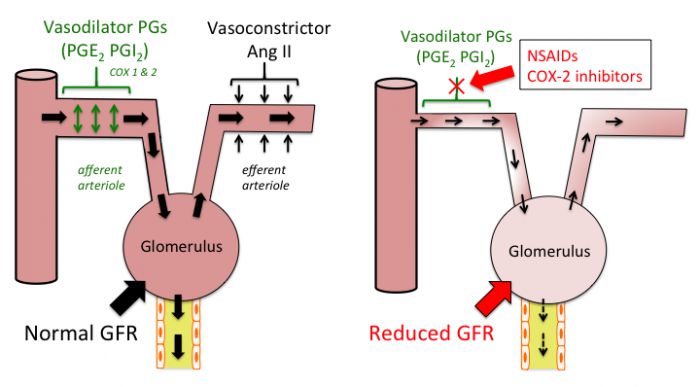 Vasodilator PGs
(PGE₂ PGI₂)
COX 1 & 2
Vasoconstrictor
Ang II
afferent
arteriole
efferent
arteriole
Glomerulus
Normal GFR
Vasodilator PGs
(PGE₂ PGI₂)
NSAIDs
COX-2 inhibitors
Glomerulus
Reduced GFR